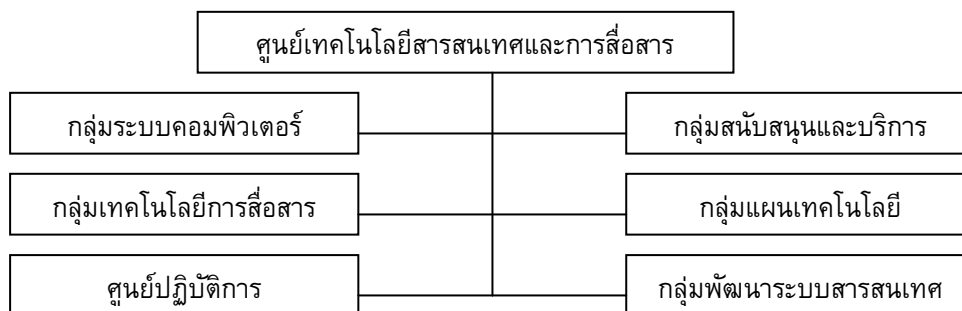 ศูนย์เทคโนโลยีสารสนเทศและการสื่อสาร
กลุ่มระบบคอมพิวเตอร์
กลุ่มสนับสนุนและบริการ
กลุ่มเทคโนโลยีการสื่อสาร
กลุ่มแผนเทคโนโลยี
ศูนย์ปฏิบัติการ
กลุ่มพัฒนาระบบสารสนเทศ